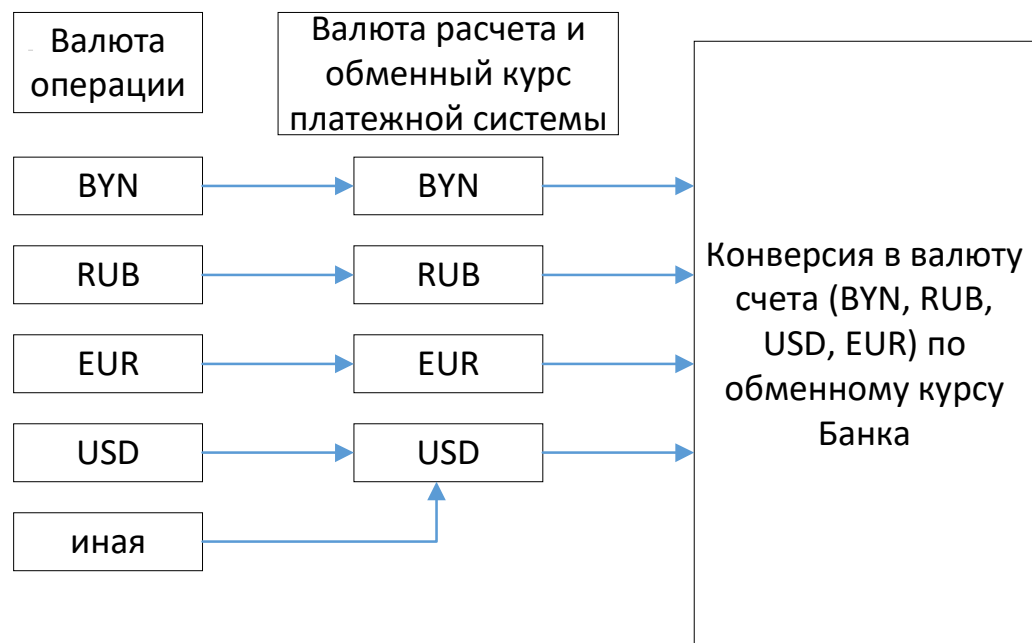 Валюта
операции
Валюта расчета и
обменный курс
платежной системы
BYN
BYN
RUB
RUB
EUR
EUR
USD
USD
иная
Конверсия в валюту
счета (BYN, RUB,
USD, EUR) по
обменному курсу
Банка